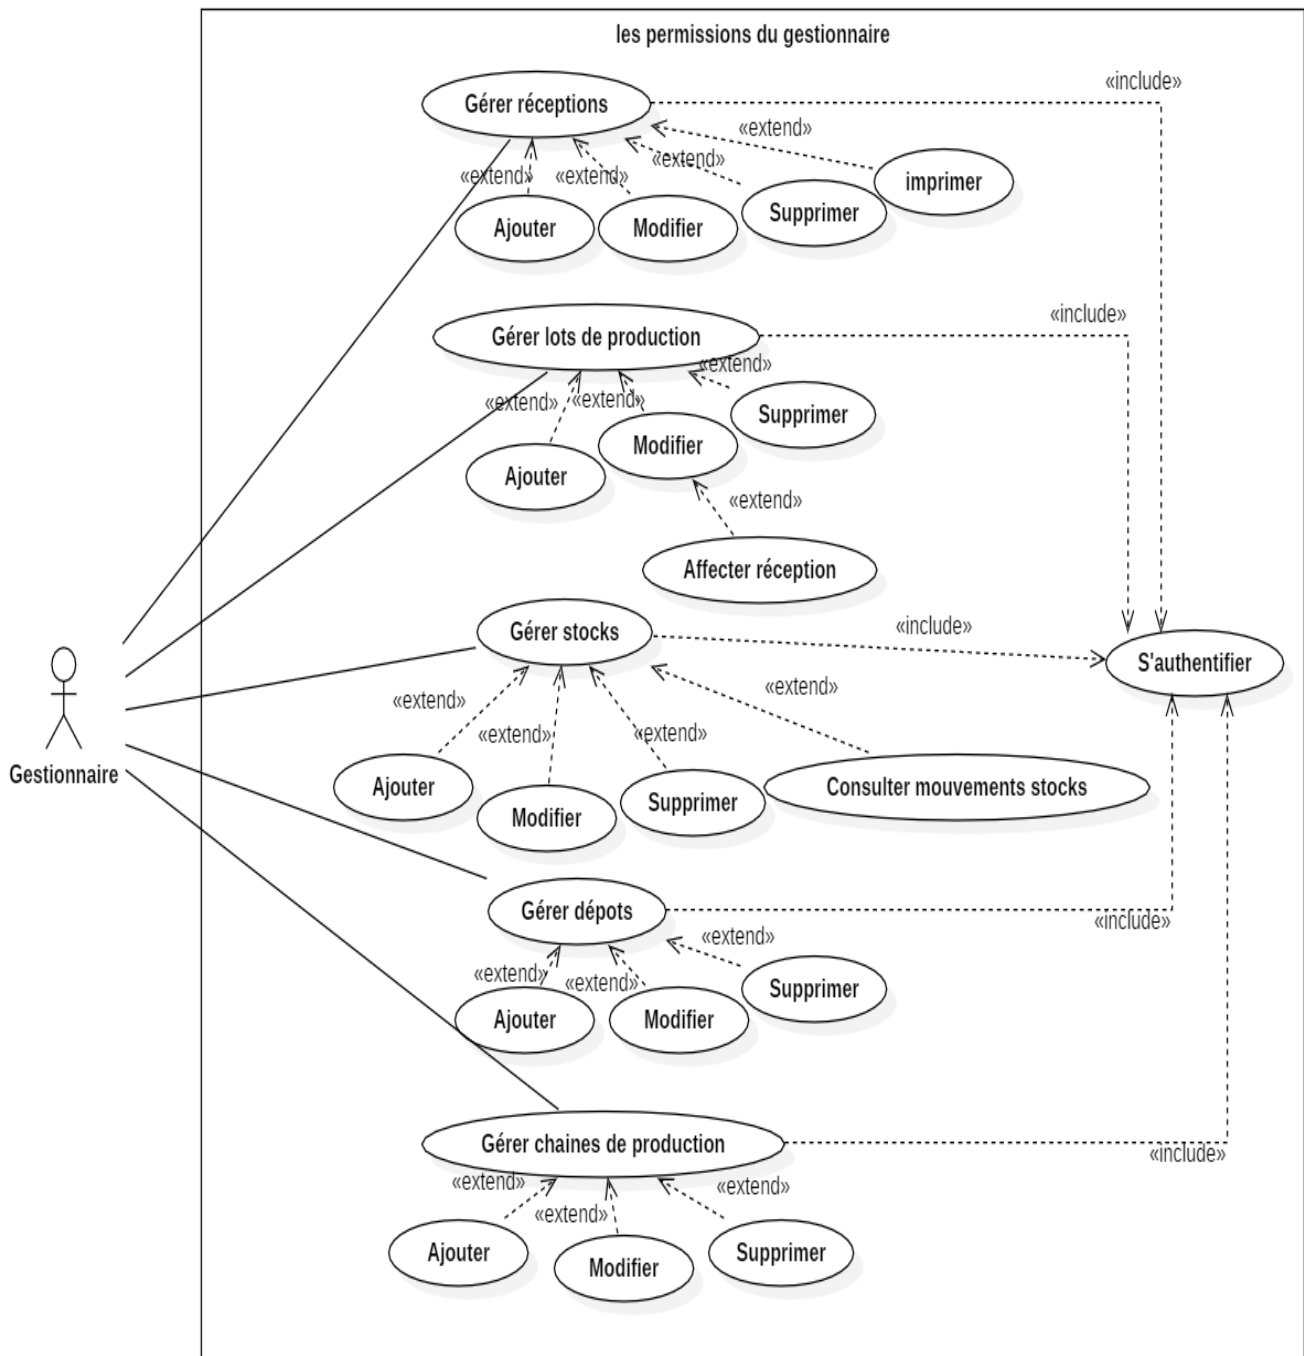 les permissions du gestionnaire
«include»
Gérer réceptions
«extend»
«extend»
«extend»
«extend»
imprimer
Supprimer
Ajouter
Modifier
«include»
Gérer lots de production
«extend»
«extend»
«extend»
Supprimer
Modifier
Ajouter
«extend»
Affecter réception
Gérer stocks
«include»
S'authentifier
«extend»
«extend»
«extend»
«extend»
Gestionnaire
Ajouter
Modifier
Supprimer
Consulter mouvements stocks
Gérer dépots
«include»
«extend»
«extend»
«extend»
Supprimer
Ajouter
Modifier
Gérer chaines de production
«include»
«extend»
«extend»
«extend»
Ajouter
Modifier
Supprimer